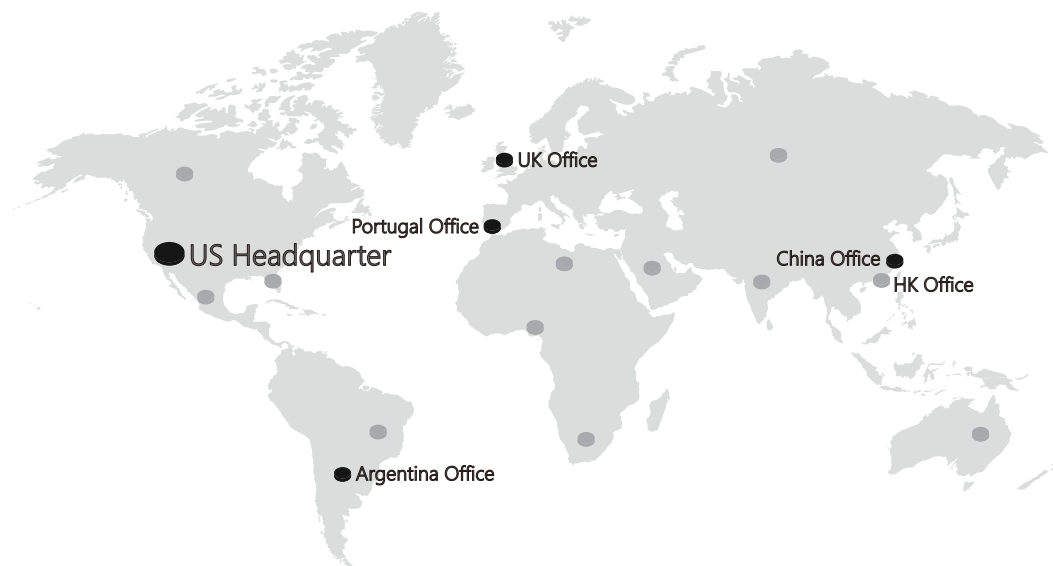 UK Office
Portugal Office
US Headquarter
China Office
HK Office
Argentina Office